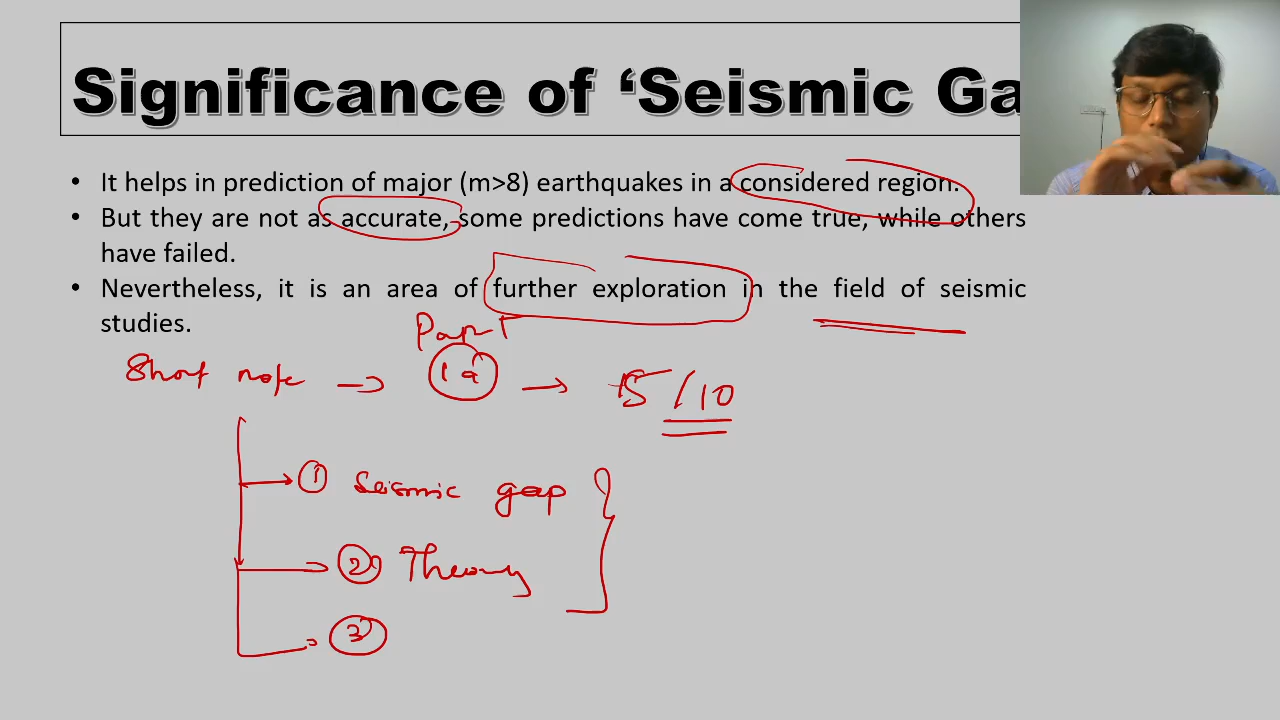 Significance of ‘Seismic Ga
• It helps in prediction of major (m>8) earthquakes in a considered region.
• But they are not as accurate, some predictions have come true, while others
have failed.
• Nevertheless, it is an area of further exploration in the field of seismic
studies.
Paper I
Short note → 1a → 15 /10
1 Seismic gap
2 Theory
3